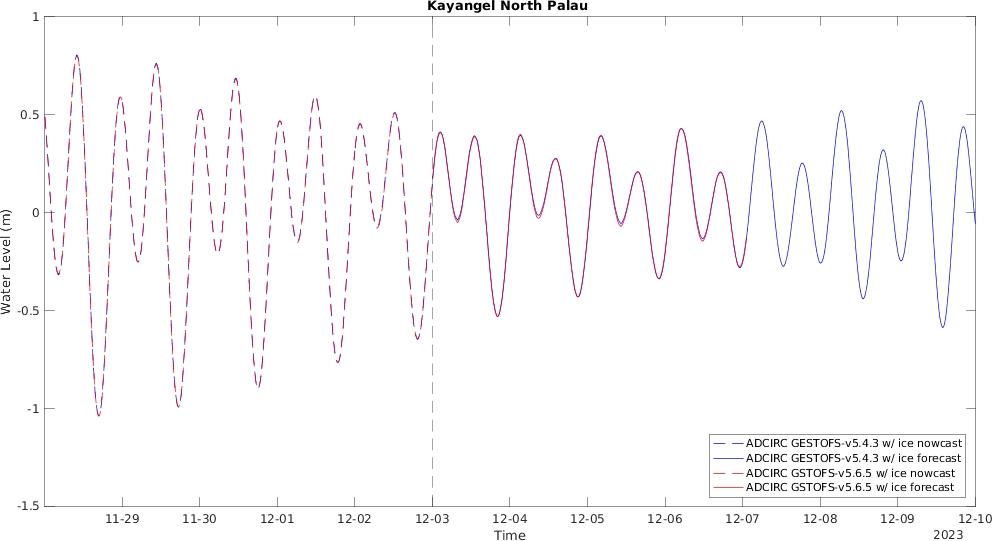 Kayangel North Palau
1
0.5
0
-0.5
-1
-1.5
Water Level (m)
11-29
11-30
12-01
12-02
12-03
12-04
12-05
12-06
12-07
12-08
12-09
12-10
Time
2023
ADCIRC GESTOFS-v5.4.3 w/ ice nowcast
ADCIRC GESTOFS-v5.4.3 w/ ice forecast
ADCIRC GSTOFS-v5.6.5 w/ ice nowcast
ADCIRC GSTOFS-v5.6.5 w/ ice forecast